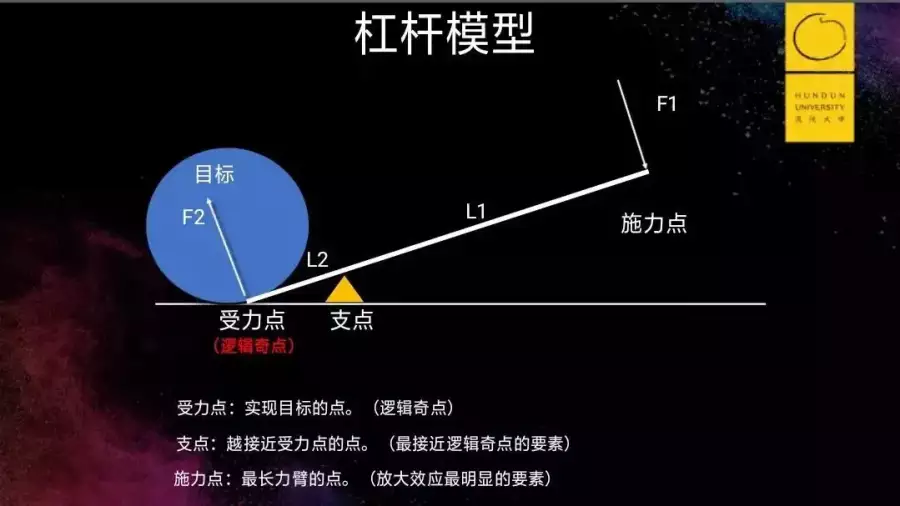 杠杆模型
HUNDUN
UNIVERSITY
混沌大学
F1
目标
F2
L1
L2
施力点
受力点
支点
（逻辑奇点）
受力点：实现目标的点。（逻辑奇点）
支点：越接近受力点的点。（最接近逻辑奇点的要素）
施力点：最长力臂的点。（放大效应最明显的要素）